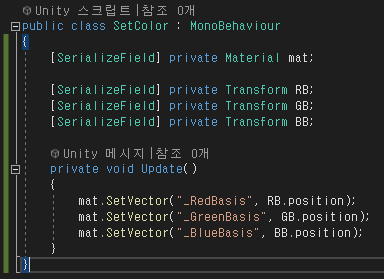 Unity 스크립트|참조 0개
public class SetColor : MonoBehaviour
{
[SerializeField] private Material mat;
[SerializeField] private Transform RB;
[SerializeField] private Transform GB;
[SerializeField] private Transform BB;
Unity 메시지|참조 0개
private void Update()
{
mat.SetVector("_RedBasis", RB.position);
mat.SetVector("_GreenBasis", GB.position);
mat.SetVector("_BlueBasis", BB.position);
}
}